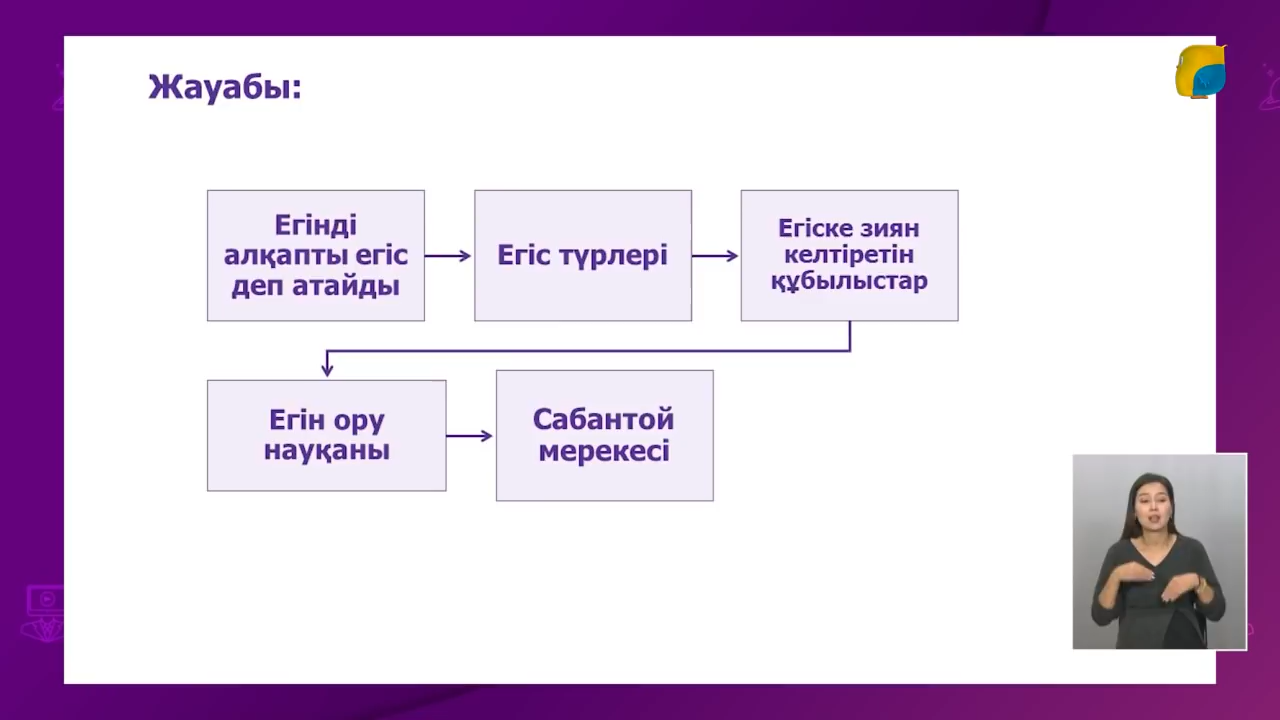 Жауабы:
Егінді
алқапты егіс
деп атайды
Егіс түрлері
Егіске зиян
келтіретін
құбылыстар
Егін ору
науқаны
Сабантой
мерекесі